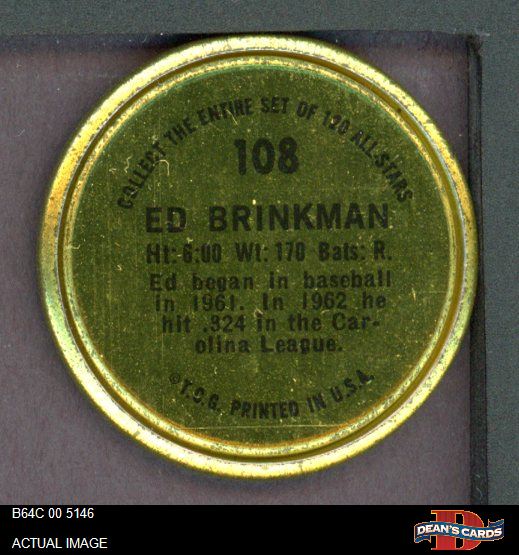 COLLECT THE ENTIRE SET OF 120 ALL-STARS
108
ED BRINKMAN
Ht: 6:00 Wt: 170 Bats: R.
Ed began in baseball
in 1961. In 1962 he
hit .324 in the Car-
olina League.
© T.C.G. PRINTED IN U.S.A.
B64C 00 5146
ACTUAL IMAGE
D
DEAN'S CARDS